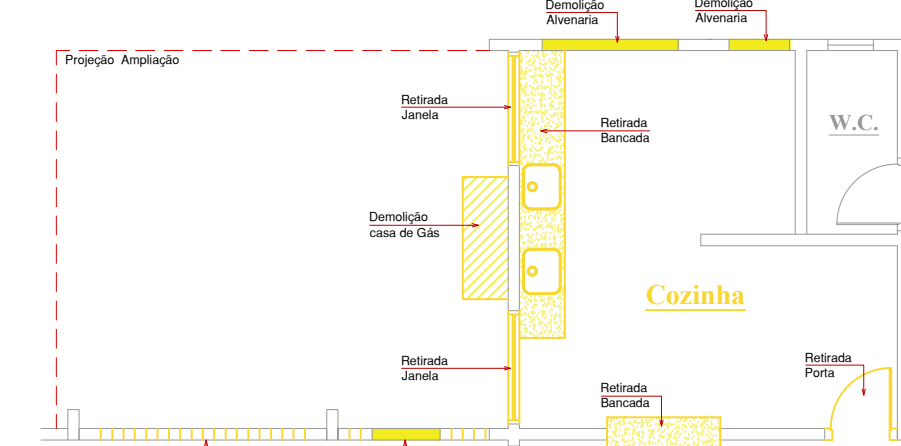 Demolição
Alvenaria
Demolição
Alvenaria
Projeção Ampliação
Retirada
Janela
Retirada
Bancada
W.C.
Demolição
casa de Gás
Cozinha
Retirada
Janela
Retirada
Porta
Retirada
Bancada